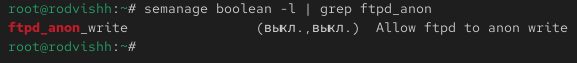 root@rodvishh:~# semanage boolean -l | grep ftpd_anon
ftpd_anon_write                (выкл.,выкл.)  Allow ftpd to anon write
root@rodvishh:~#